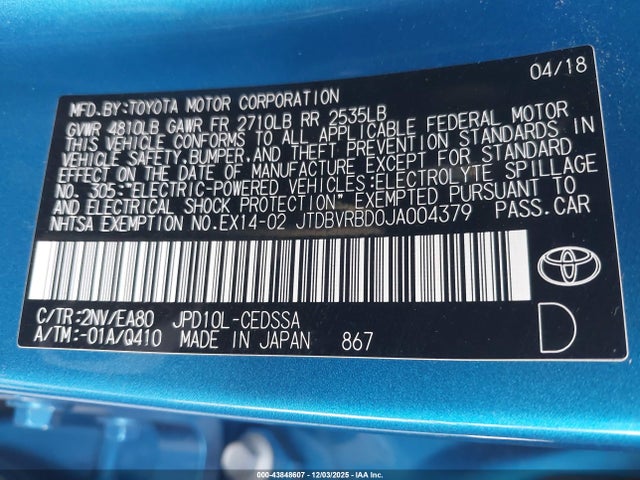 04/18
MFD.BY:TOYOTA MOTOR CORPORATION
GVWR 4810LB GAWR FR 2710LB RR 2535LB
THIS VEHICLE CONFORMS TO ALL APPLICABLE FEDERAL MOTOR
VEHICLE SAFETY,BUMPER,AND THEFT PREVENTION STANDARDS IN
EFFECT ON THE DATE OF MANUFACTURE EXCEPT FOR STANDARD
NO. 305:"ELECTRIC-POWERED VEHICLES:ELECTROLYTE SPILLAGE
AND ELECTRICAL SHOCK PROTECTION. EXEMPTED PURSUANT TO
NHTSA EXEMPTION NO.EX14-02 JTDBVRBD0JA004379 PASS.CAR
C/TR:2NV/EA80 JPD10L-CEDSSA
A/TM:-01A/Q410 MADE IN JAPAN 867
D
000-43848607 - 12/03/2025 - IAA Inc.